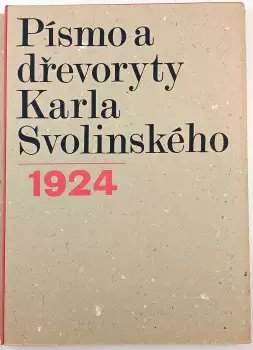 Písmo a
dřevoryty
Karla
Svolinského
1924